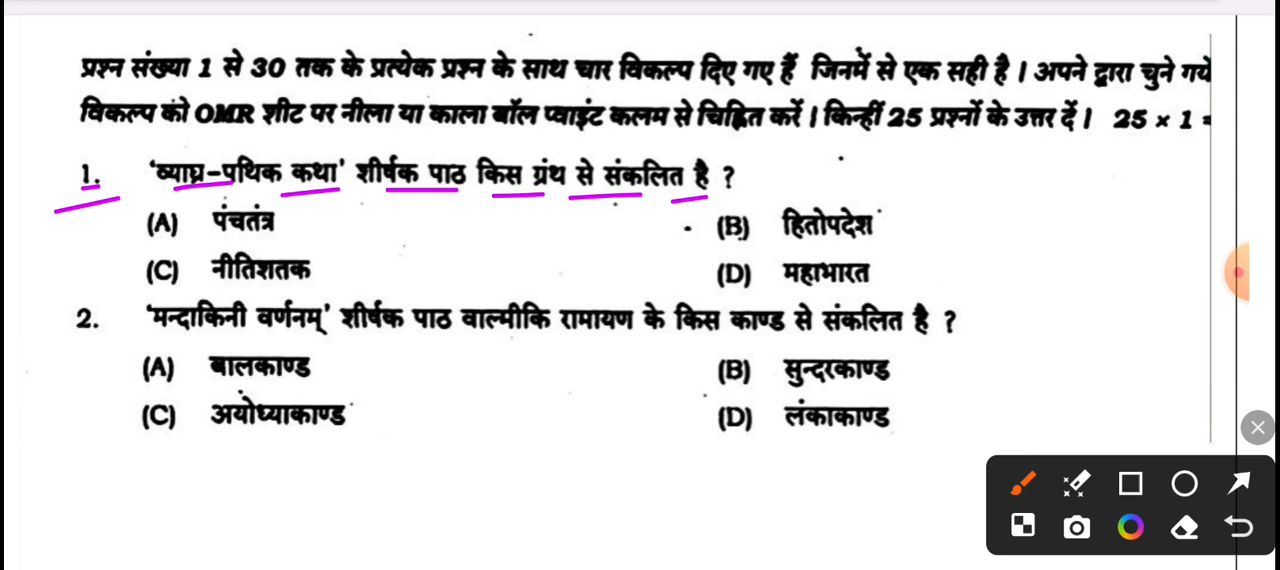 प्रश्न संख्या 1 से 30 तक के प्रत्येक प्रश्न के साथ चार विकल्प दिए गए हैं जिनमें से एक सही है । अपने द्वारा चुने गये
विकल्प को OMR शीट पर नीला या काला बॉल प्वाइंट कलम से चिह्नित करें । किन्हीं 25 प्रश्नों के उत्तर दें । 25 × 1 =
1. 'व्याघ्र-पथिक कथा' शीर्षक पाठ किस ग्रंथ से संकलित है ?
(A) पंचतंत्र (B) हितोपदेश
(C) नीतिशतक (D) महाभारत
2. 'मन्दाकिनी वर्णनम्' शीर्षक पाठ वाल्मीकि रामायण के किस काण्ड से संकलित है ?
(A) बालकाण्ड (B) सुन्दरकाण्ड
(C) अयोध्याकाण्ड (D) लंकाकाण्ड